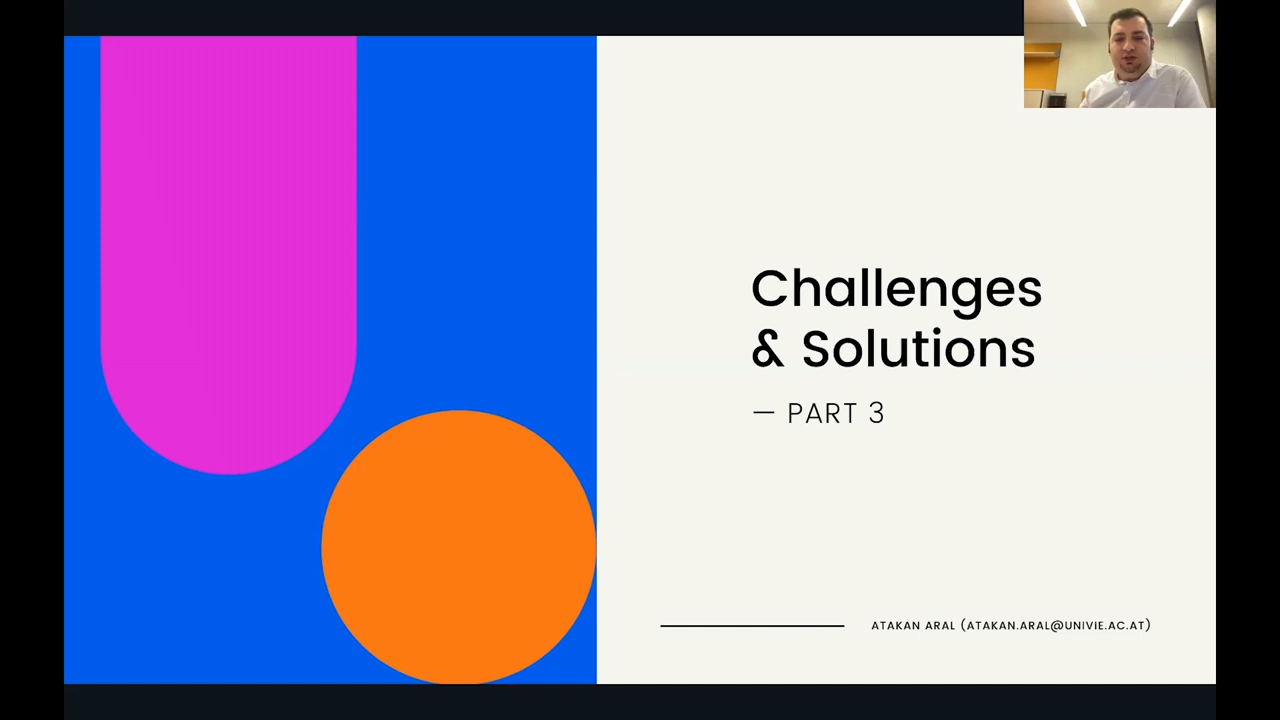 Challenges
& Solutions
— PART 3
ATAKAN ARAL (ATAKAN.ARAL@UNIVIE.AC.AT)